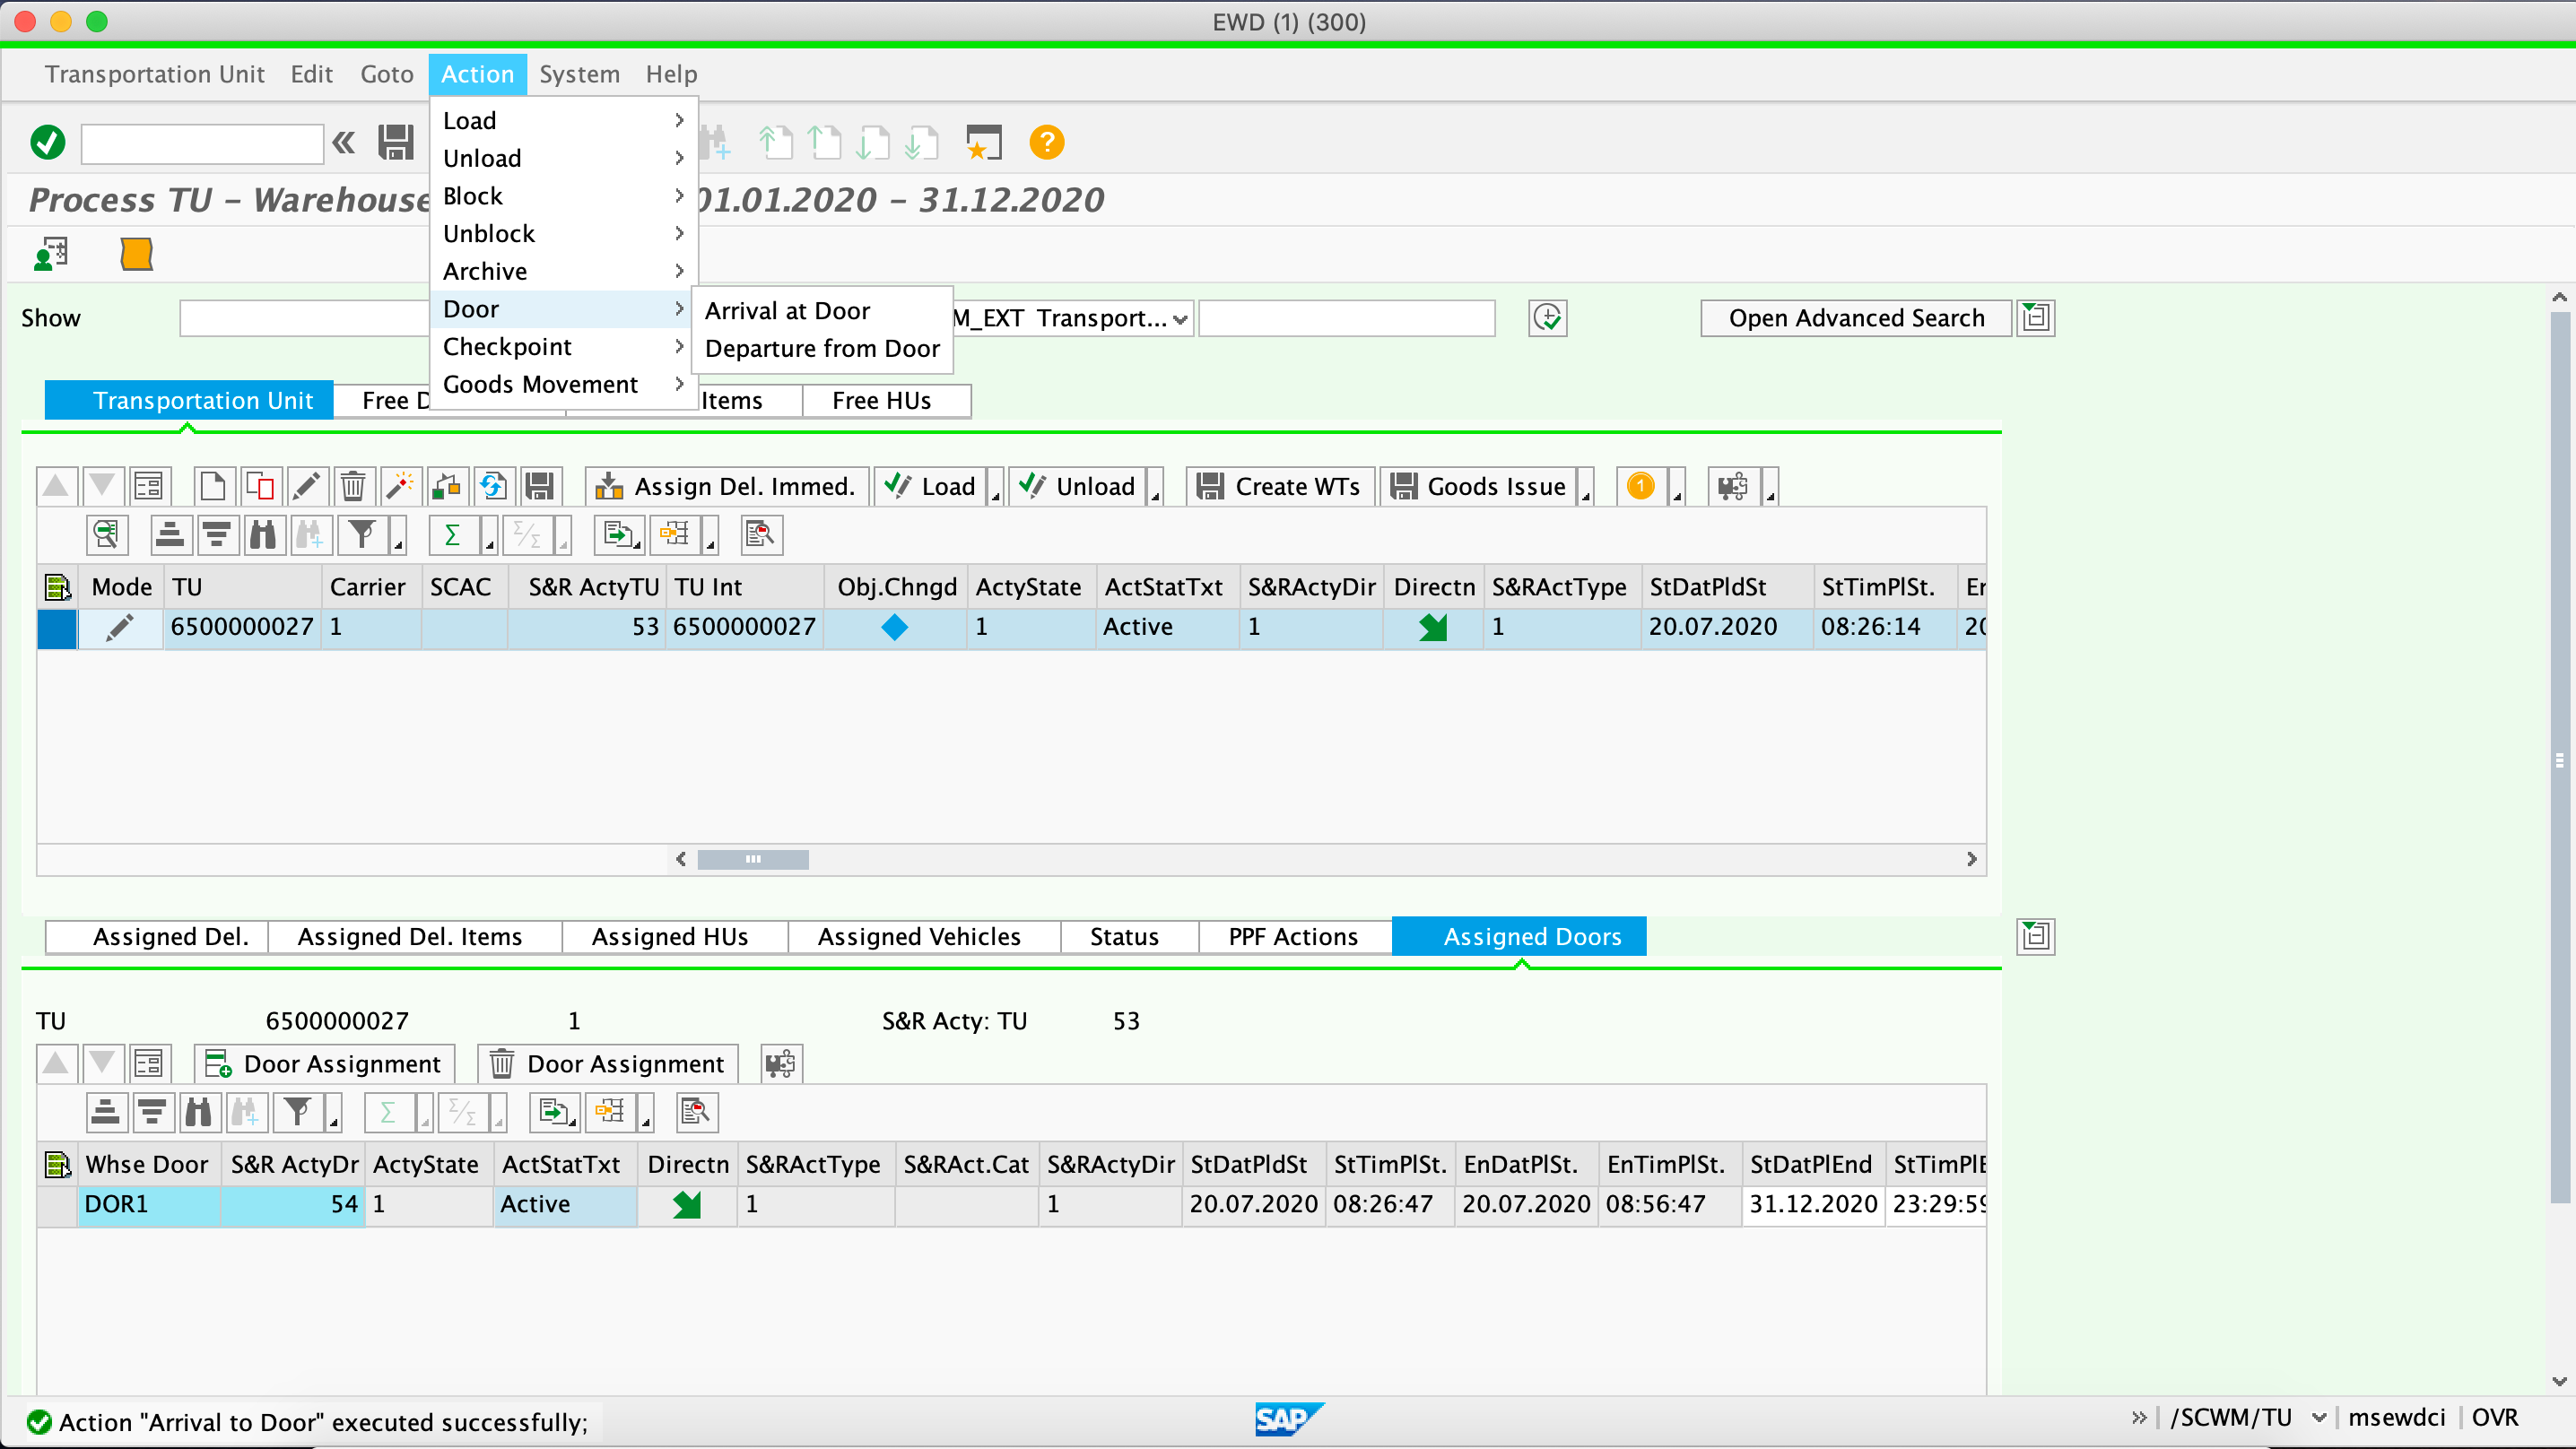 EWD (1) (300)
Transportation Unit Edit Goto Action System Help
Load
Unload
Block
Unblock
Archive
Door
Checkpoint
Goods Movement
Arrival at Door
Departure from Door
Process TU – Warehouse 01.01.2020 – 31.12.2020
Show M_EXT Transport... Open Advanced Search
Transportation Unit Free D Items Free HUs
Assign Del. Immed. Load Unload Create WTs Goods Issue 1
Mode TU Carrier SCAC S&R ActyTU TU Int Obj.Chngd ActyState ActStatTxt S&RActyDir Directn S&RActType StDatPldSt StTimPlSt. En
6500000027 1 53 6500000027 1 Active 1 1 20.07.2020 08:26:14 20
Assigned Del. Assigned Del. Items Assigned HUs Assigned Vehicles Status PPF Actions Assigned Doors
TU 6500000027 1 S&R Acty: TU 53
Door Assignment Door Assignment
Whse Door S&R ActyDr ActyState ActStatTxt Directn S&RActType S&RAct.Cat S&RActyDir StDatPldSt StTimPlSt. EnDatPlSt. EnTimPlSt. StDatPlEnd StTimPlE
DOR1 54 1 Active 1 1 20.07.2020 08:26:47 20.07.2020 08:56:47 31.12.2020 23:29:59
Action "Arrival to Door" executed successfully; SAP /SCWM/TU msewdci OVR